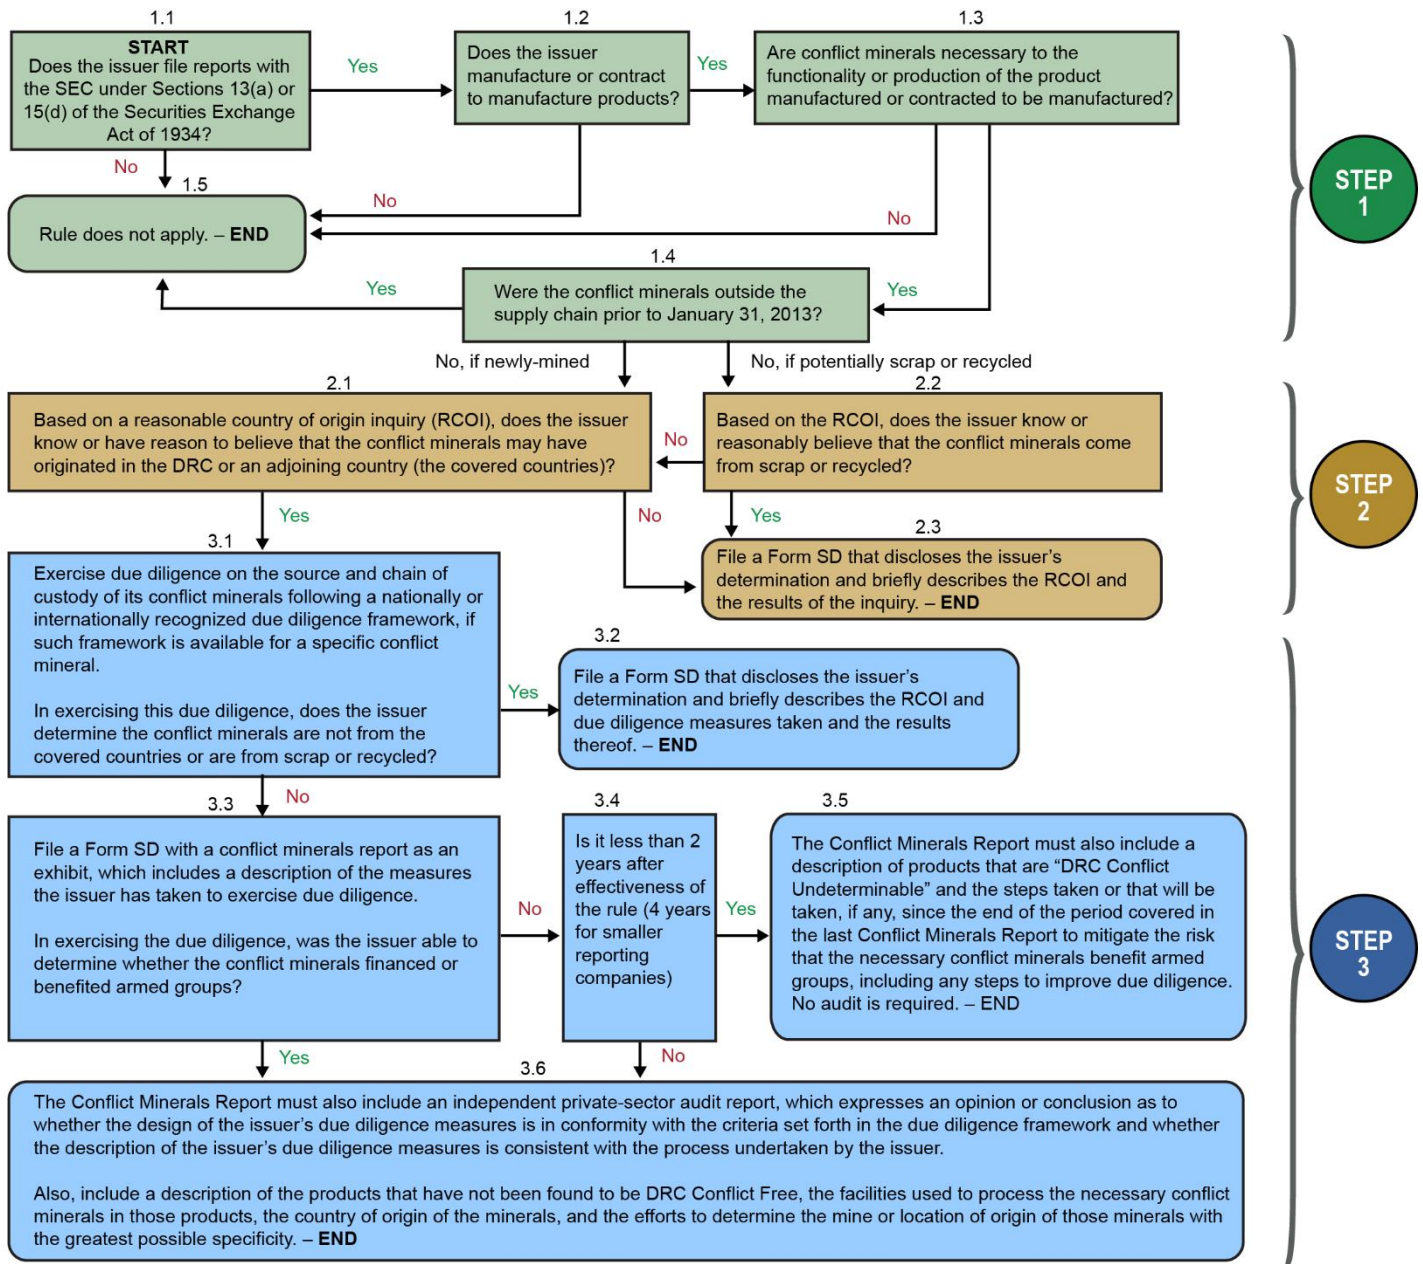 1.1
START
Does the issuer file reports with
the SEC under Sections 13(a) or
15(d) of the Securities Exchange
Act of 1934?
Yes
1.2
Does the issuer
manufacture or contract
to manufacture products?
Yes
1.3
Are conflict minerals necessary to the
functionality or production of the product
manufactured or contracted to be manufactured?
No
1.5
Rule does not apply. – END
No
No
STEP
1
1.4
Were the conflict minerals outside the
supply chain prior to January 31, 2013?
Yes
Yes
No, if newly-mined
No, if potentially scrap or recycled
2.1
Based on a reasonable country of origin inquiry (RCOI), does the issuer
know or have reason to believe that the conflict minerals may have
originated in the DRC or an adjoining country (the covered countries)?
No
2.2
Based on the RCOI, does the issuer know or
reasonably believe that the conflict minerals come
from scrap or recycled?
STEP
2
Yes
No
Yes
2.3
File a Form SD that discloses the issuer’s
determination and briefly describes the RCOI and
the results of the inquiry. – END
3.1
Exercise due diligence on the source and chain of
custody of its conflict minerals following a nationally or
internationally recognized due diligence framework, if
such framework is available for a specific conflict
mineral.
In exercising this due diligence, does the issuer
determine the conflict minerals are not from the
covered countries or are from scrap or recycled?
Yes
3.2
File a Form SD that discloses the issuer’s
determination and briefly describes the RCOI and
due diligence measures taken and the results
thereof. – END
No
3.3
File a Form SD with a conflict minerals report as an
exhibit, which includes a description of the measures
the issuer has taken to exercise due diligence.
In exercising the due diligence, was the issuer able to
determine whether the conflict minerals financed or
benefited armed groups?
No
3.4
Is it less than 2
years after
effectiveness of
the rule (4 years
for smaller
reporting
companies)
Yes
3.5
The Conflict Minerals Report must also include a
description of products that are “DRC Conflict
Undeterminable” and the steps taken or that will be
taken, if any, since the end of the period covered in
the last Conflict Minerals Report to mitigate the risk
that the necessary conflict minerals benefit armed
groups, including any steps to improve due diligence.
No audit is required. – END
STEP
3
Yes
No
3.6
The Conflict Minerals Report must also include an independent private-sector audit report, which expresses an opinion or conclusion as to
whether the design of the issuer’s due diligence measures is in conformity with the criteria set forth in the due diligence framework and whether
the description of the issuer’s due diligence measures is consistent with the process undertaken by the issuer.
Also, include a description of the products that have not been found to be DRC Conflict Free, the facilities used to process the necessary conflict
minerals in those products, the country of origin of the minerals, and the efforts to determine the mine or location of origin of those minerals with
the greatest possible specificity. – END